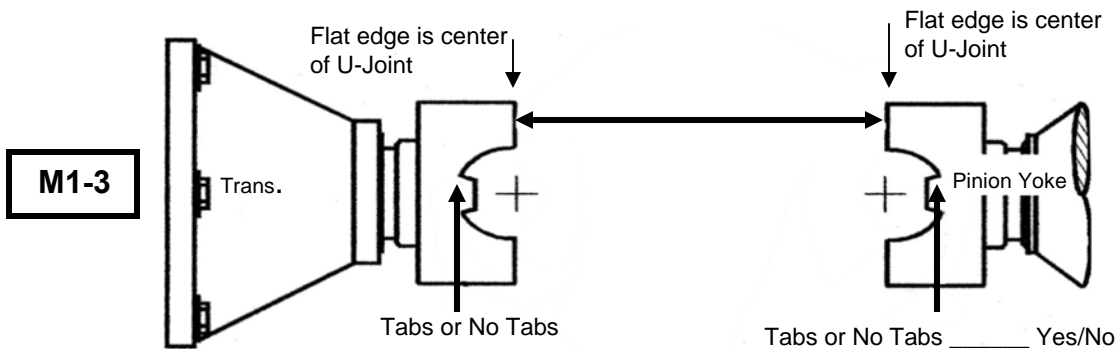 Flat edge is center
of U-Joint
Flat edge is center
of U-Joint
M1-3
Trans.
Pinion Yoke
Tabs or No Tabs
Tabs or No Tabs _______ Yes/No